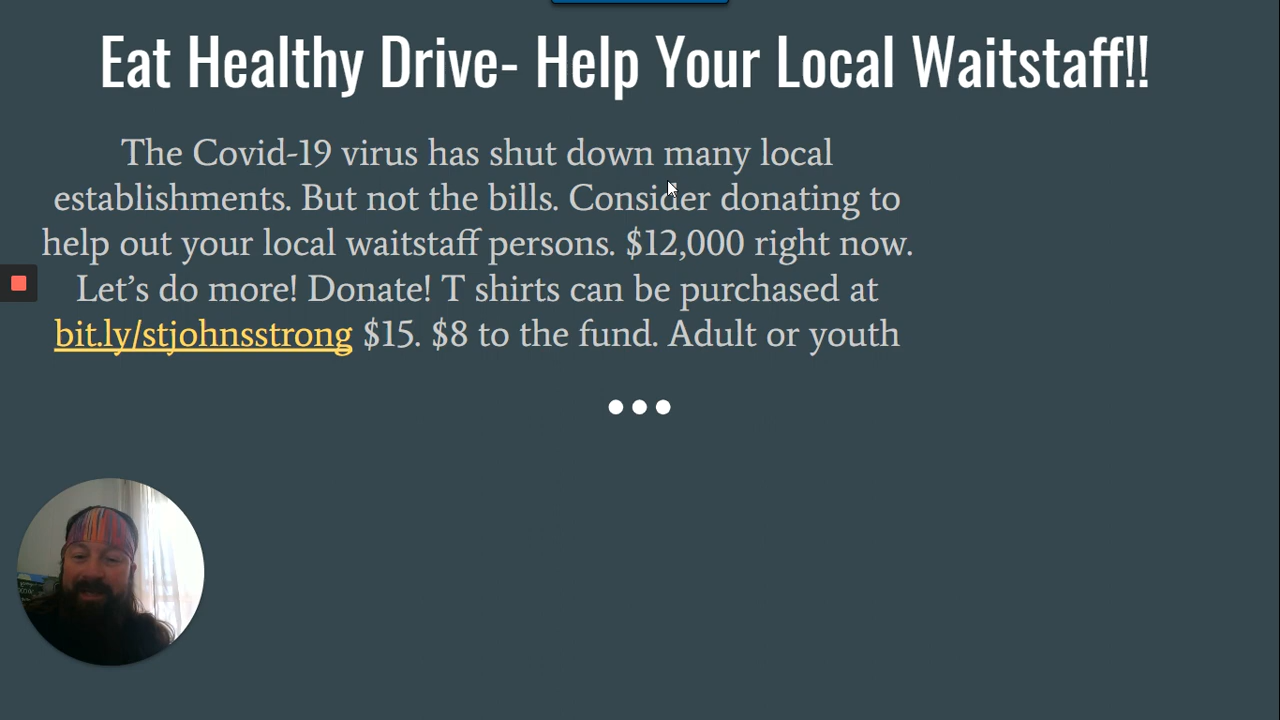 Eat Healthy Drive- Help Your Local Waitstaff!!
The Covid-19 virus has shut down many local
establishments. But not the bills. Consider donating to
help out your local waitstaff persons. $12,000 right now.
Let’s do more! Donate! T shirts can be purchased at
bit.ly/stjohnsstrong $15. $8 to the fund. Adult or youth